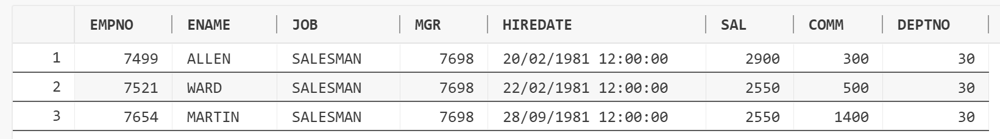 EMPNO ENAME JOB MGR HIREDATE SAL COMM DEPTNO
1 7499 ALLEN SALESMAN 7698 20/02/1981 12:00:00 2900 300 30
2 7521 WARD SALESMAN 7698 22/02/1981 12:00:00 2550 500 30
3 7654 MARTIN SALESMAN 7698 28/09/1981 12:00:00 2550 1400 30